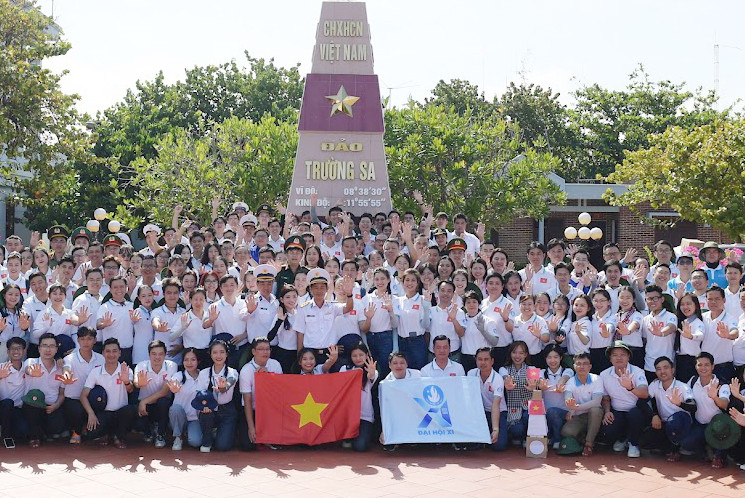 CHXHCN
VIỆT NAM
ĐẢO
TRƯỜNG SA
VĨ ĐỘ: 08°38'30"
KINH ĐỘ: 111°55'55"
XI
ĐẠI HỘI XI